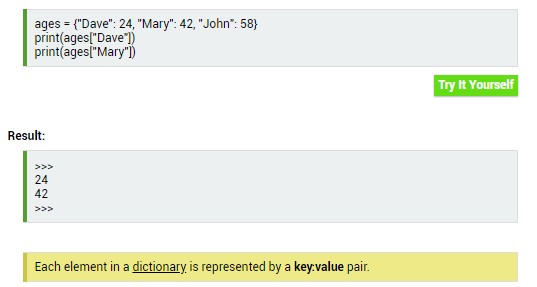 ages = {"Dave": 24, "Mary": 42, "John": 58}
print(ages["Dave"])
print(ages["Mary"])
Try It Yourself
Result:
>>>
24
42
>>>
Each element in a dictionary is represented by a key:value pair.